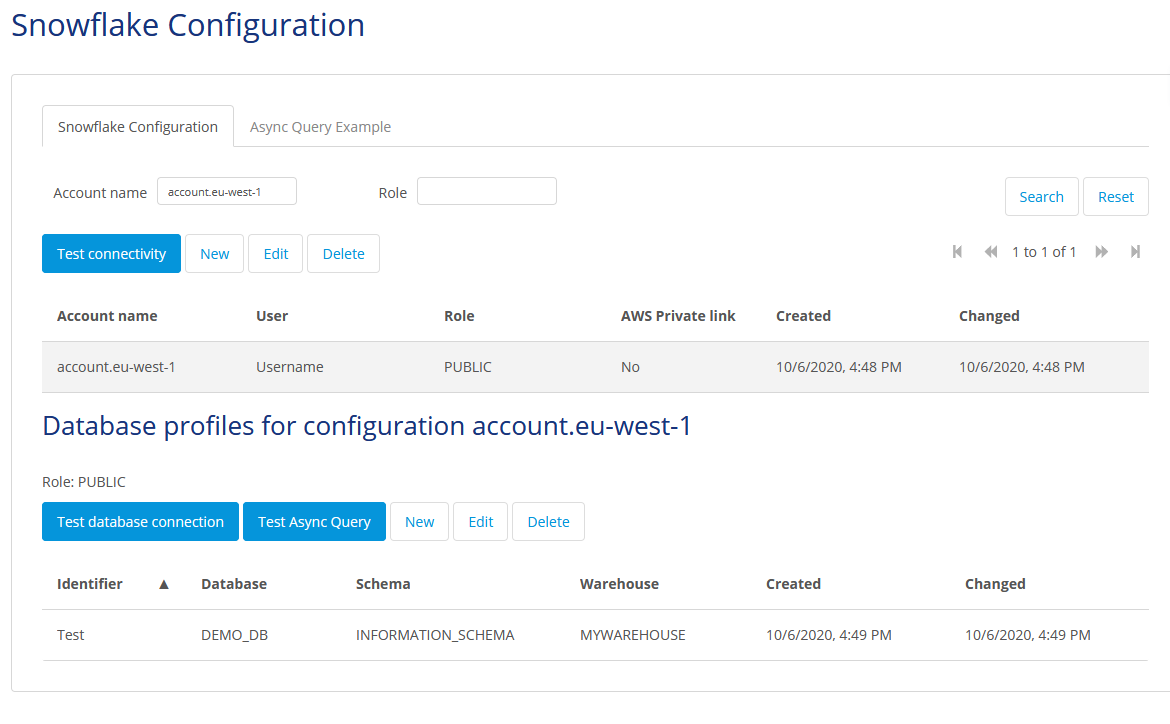 Snowflake Configuration
Snowflake Configuration Async Query Example
Account name account.eu-west-1 Role Search Reset
Test connectivity New Edit Delete 1 to 1 of 1
Account name User Role AWS Private link Created Changed
account.eu-west-1 Username PUBLIC No 10/6/2020, 4:48 PM 10/6/2020, 4:48 PM
Database profiles for configuration account.eu-west-1
Role: PUBLIC
Test database connection Test Async Query New Edit Delete
Identifier ▲ Database Schema Warehouse Created Changed
Test DEMO_DB INFORMATION_SCHEMA MYWAREHOUSE 10/6/2020, 4:49 PM 10/6/2020, 4:49 PM